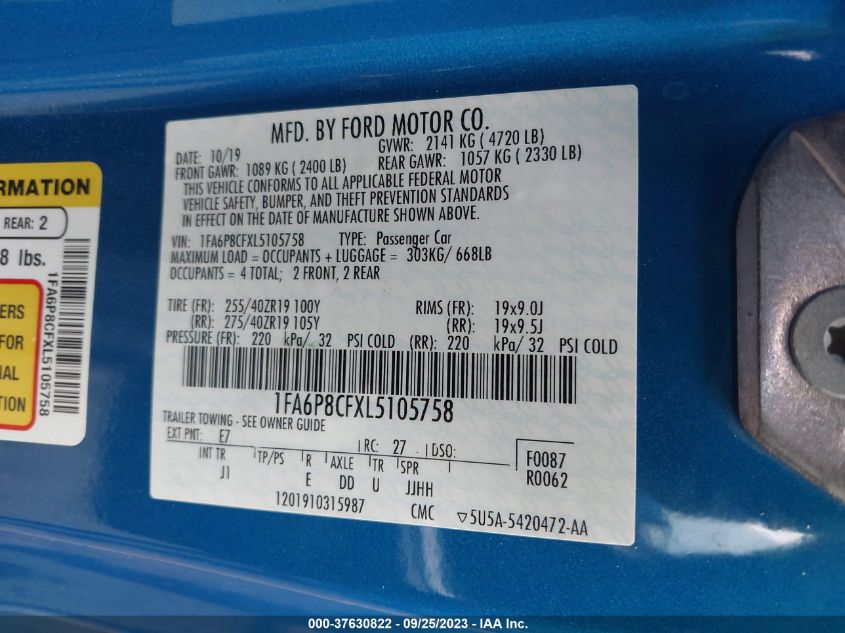 MFD. BY FORD MOTOR CO.
DATE: 10/19 GVWR: 2141 KG ( 4720 LB)
FRONT GAWR: 1089 KG ( 2400 LB) REAR GAWR: 1057 KG ( 2330 LB)
THIS VEHICLE CONFORMS TO ALL APPLICABLE FEDERAL MOTOR
VEHICLE SAFETY, BUMPER, AND THEFT PREVENTION STANDARDS
IN EFFECT ON THE DATE OF MANUFACTURE SHOWN ABOVE.
VIN: 1FA6P8CFXL5105758 TYPE: Passenger Car
MAXIMUM LOAD = OCCUPANTS + LUGGAGE = 303KG/ 668LB
OCCUPANTS = 4 TOTAL; 2 FRONT, 2 REAR
TIRE (FR): 255/40ZR19 100Y RIMS (FR): 19x9.0J
(RR): 275/40ZR19 105Y (RR): 19x9.5J
PRESSURE (FR): 220 kPa/ 32 PSI COLD (RR): 220 kPa/ 32 PSI COLD
1FA6P8CFXL5105758
TRAILER TOWING - SEE OWNER GUIDE
EXT PNT: E7 RC: 27 DSO: F0087
INT TR TP/PS R AXLE TR SPR R0062
J1 E DD U JJHH
1201910315987 CMC ▽5U5A-5420472-AA
RMATION
REAR: 2
8 lbs.
ERS
FOR
IAL
TION
1FA6P8CFXL5105758
000-37630822 - 09/25/2023 - IAA Inc.